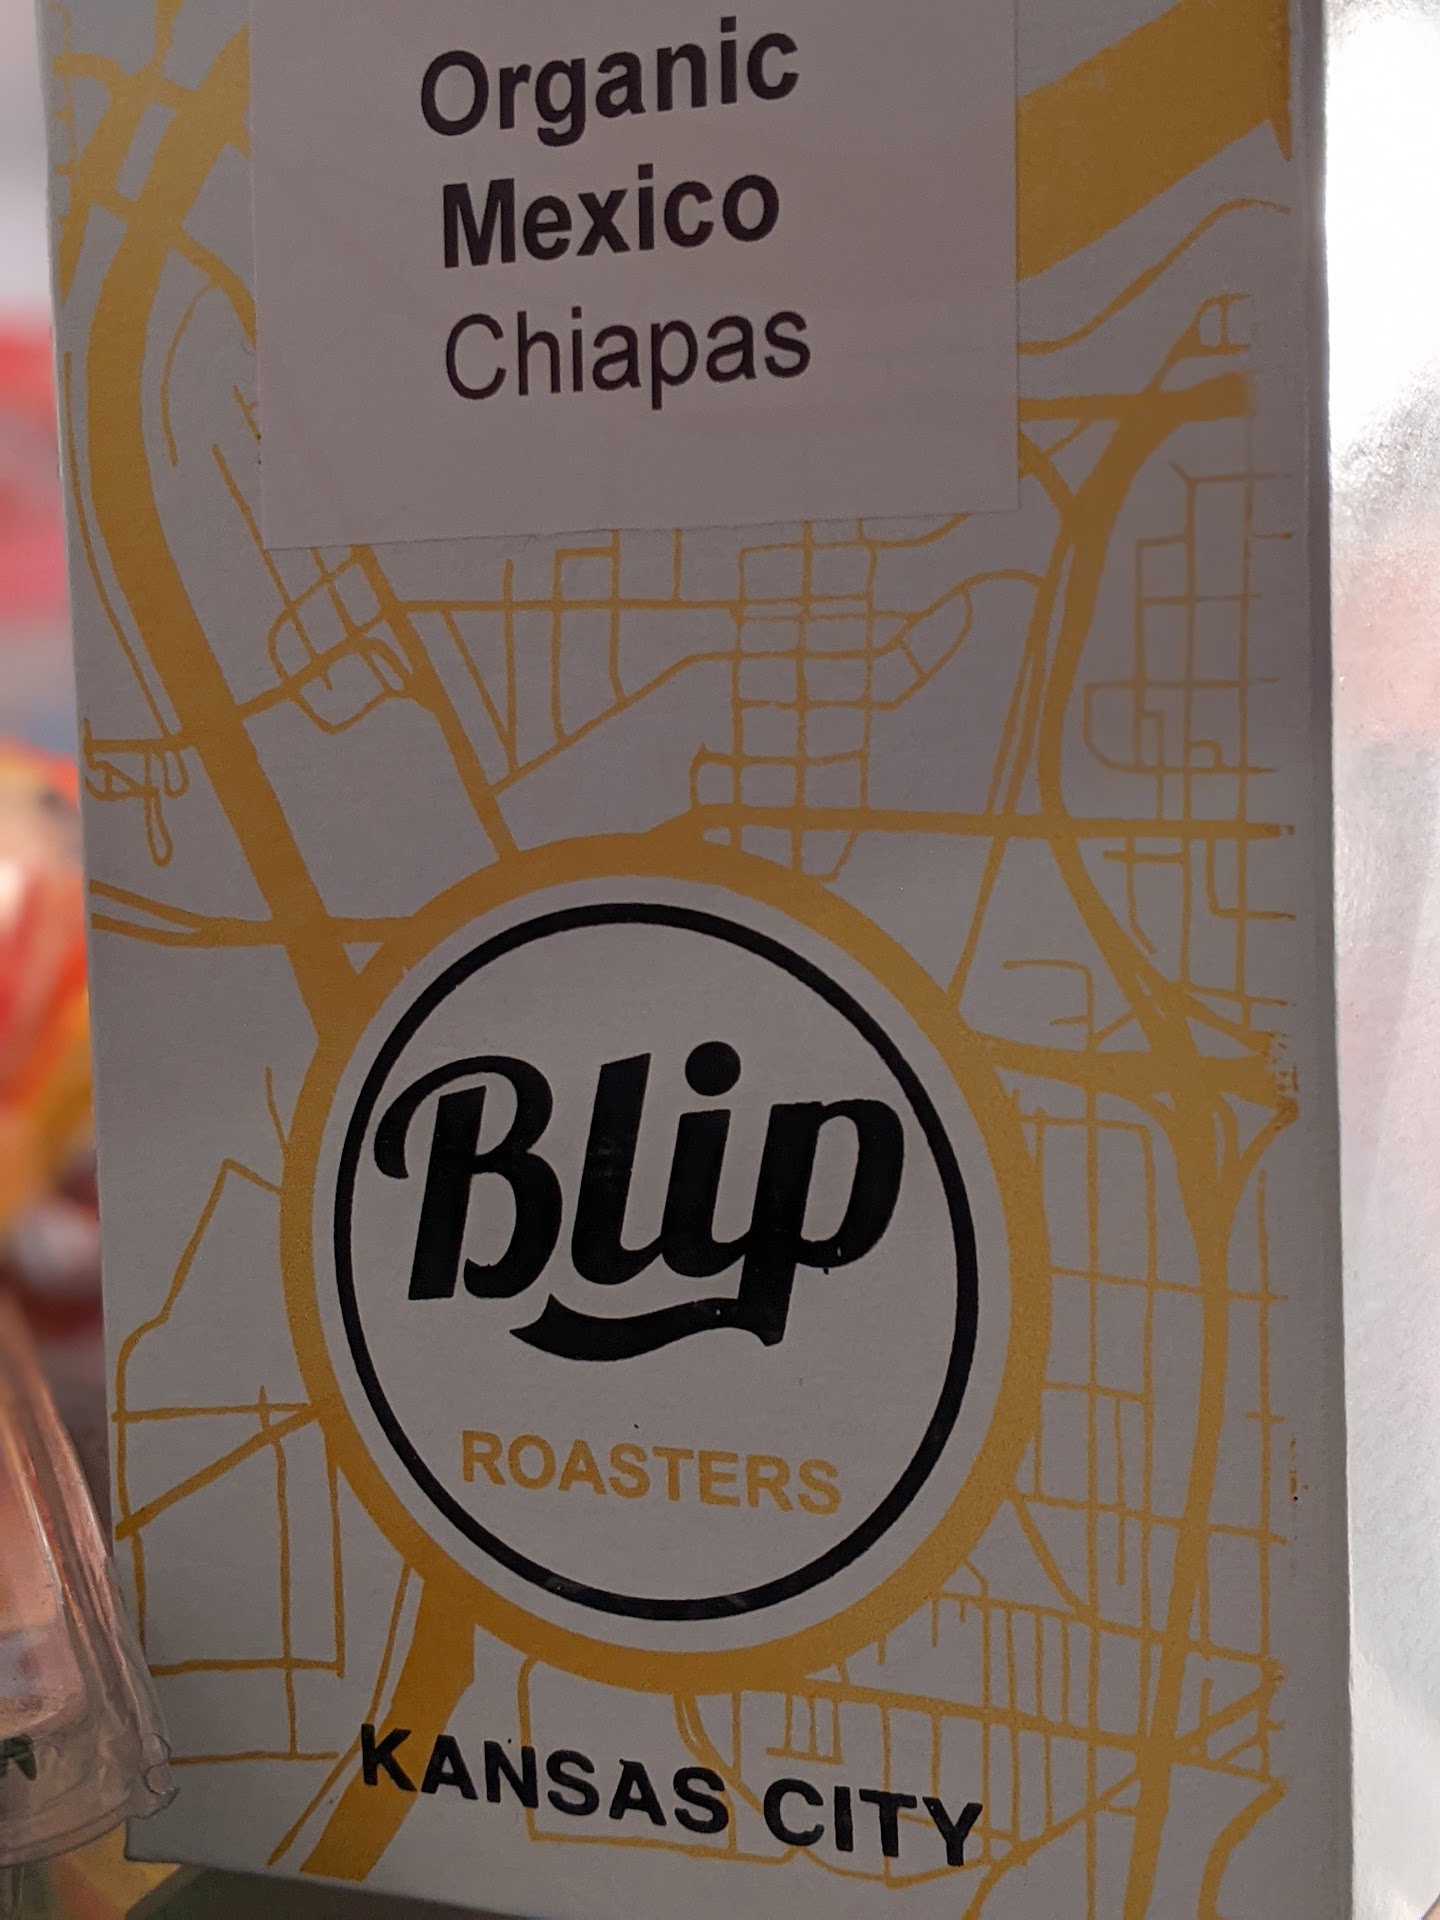 Organic
Mexico
Chiapas
Blip
ROASTERS
KANSAS CITY